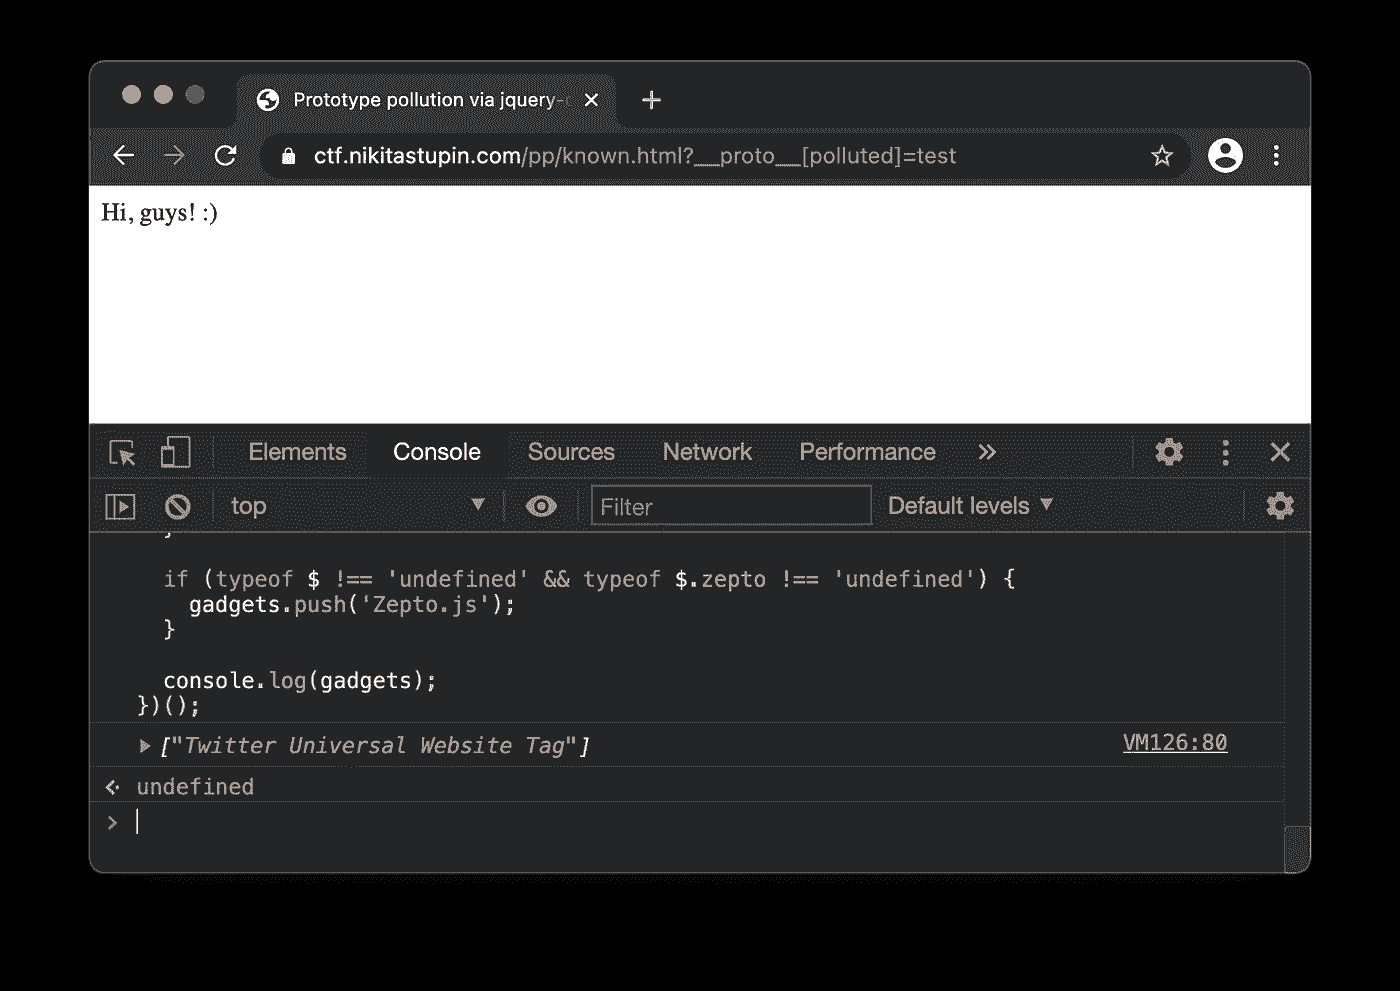 Prototype pollution via jquery-
ctf.nikitastupin.com/pp/known.html?__proto__[polluted]=test
Hi, guys! :)
Elements Console Sources Network Performance »
top Filter Default levels ▼
}
if (typeof $ !== 'undefined' && typeof $.zepto !== 'undefined') {
gadgets.push('Zepto.js');
}
console.log(gadgets);
})();
["Twitter Universal Website Tag"] VM126:80
undefined
>